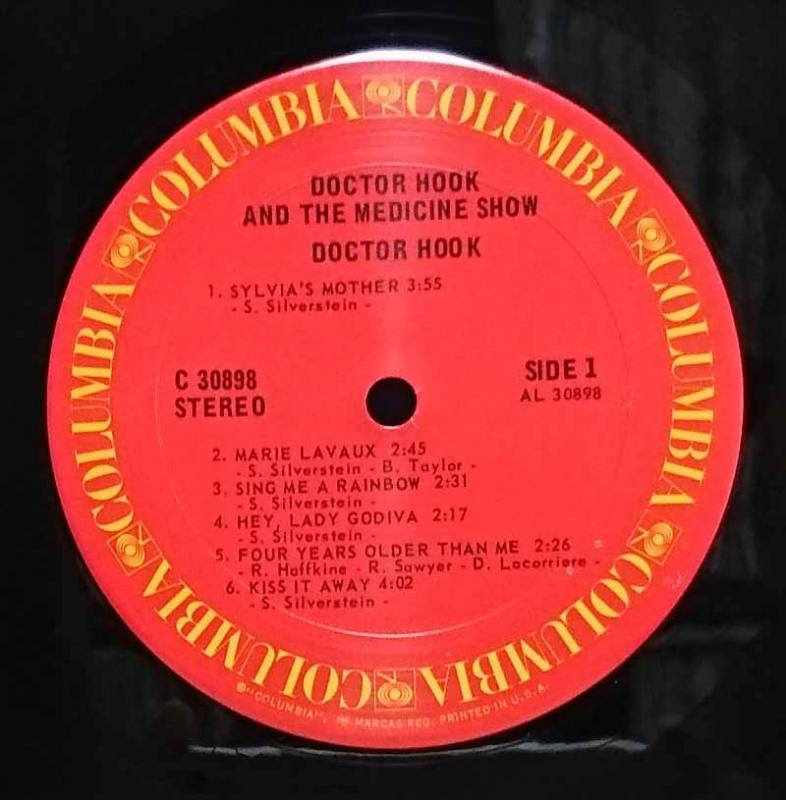 COLUMBIA COLUMBIA COLUMBIA COLUMBIA COLUMBIA COLUMBIA
DOCTOR HOOK
AND THE MEDICINE SHOW
DOCTOR HOOK
1. SYLVIA'S MOTHER 3:55
- S. Silverstein -
C 30898
STEREO
SIDE 1
AL 30898
2. MARIE LAVAUX 2:45
- S. Silverstein - B. Taylor -
3. SING ME A RAINBOW 2:31
- S. Silverstein -
4. HEY, LADY GODIVA 2:17
- S. Silverstein -
5. FOUR YEARS OLDER THAN ME 2:26
- R. Haffkine - R. Sawyer - D. Locorriere -
6. KISS IT AWAY 4:02
- S. Silverstein -
"COLUMBIA", MARCAS REG. PRINTED IN U.S.A.